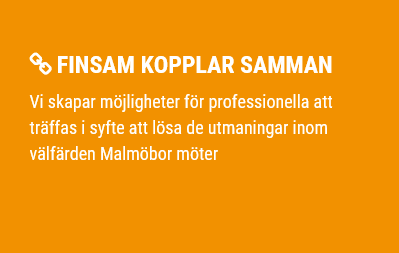 FINSAM KOPPLAR SAMMAN
Vi skapar möjligheter för professionella att
träffas i syfte att lösa de utmaningar inom
välfärden Malmöbor möter